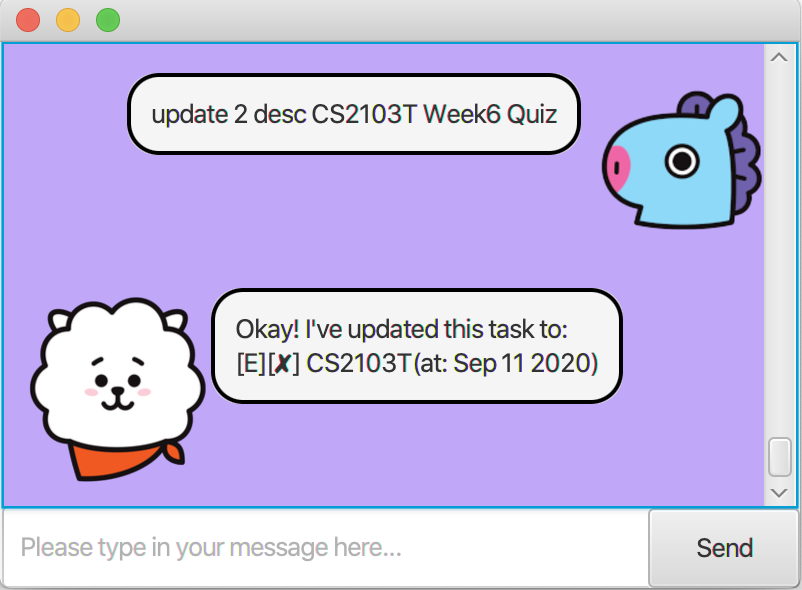 update 2 desc CS2103T Week6 Quiz
Okay! I've updated this task to:
[E][✘] CS2103T(at: Sep 11 2020)
Please type in your message here...
Send